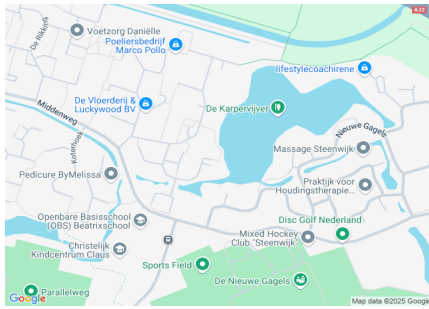 A32
De Rikking
Voetzorg Daniëlle
Poeliersbedrijf
Marco Pollo
lifestylecoachirene
De Vloerderij &
Luckywood BV
De Karpervijver
Middenweg
Nieuwe Gagels
Koterhoek
Massage Steenwijk
Pedicure ByMelissa
Praktijk voor
Houdingstherapie...
Openbare Basisschool
(OBS) Beatrixschool
Disc Golf Nederland
Mixed Hockey
Club "Steenwijk"
Christelijk
Kindcentrum Claus
Sports Field
De Nieuwe Gagels
Parallelweg
Google
Map data ©2025 Google